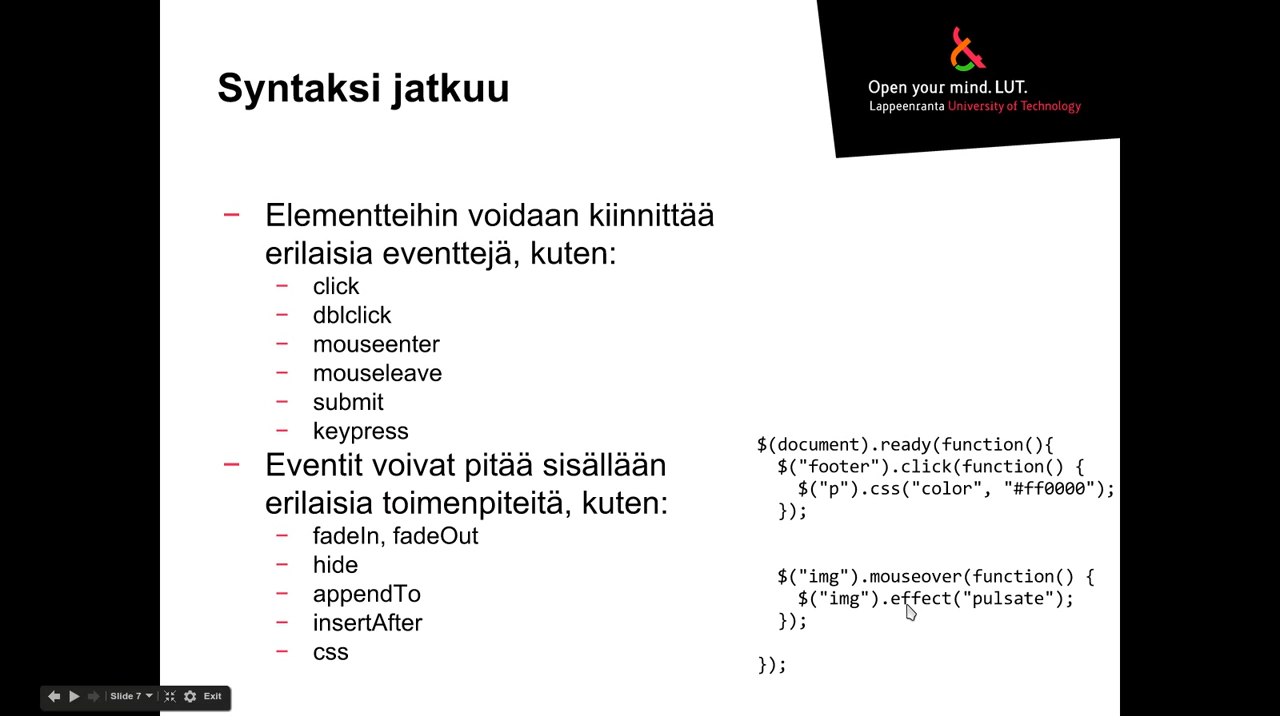 Syntaksi jatkuu
Open your mind. LUT.
Lappeenranta University of Technology
– Elementteihin voidaan kiinnittää
erilaisia eventtejä, kuten:
– click
– dblclick
– mouseenter
– mouseleave
– submit
– keypress
– Eventit voivat pitää sisällään
erilaisia toimenpiteitä, kuten:
– fadeIn, fadeOut
– hide
– appendTo
– insertAfter
– css
$(document).ready(function(){
$("footer").click(function() {
$("p").css("color", "#ff0000");
});
$("img").mouseover(function() {
$("img").effect("pulsate");
});
});
Slide 7
Exit